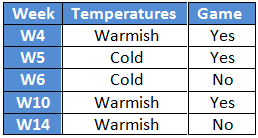 Week Temperatures Game
W4 Warmish Yes
W5 Cold Yes
W6 Cold No
W10 Warmish Yes
W14 Warmish No